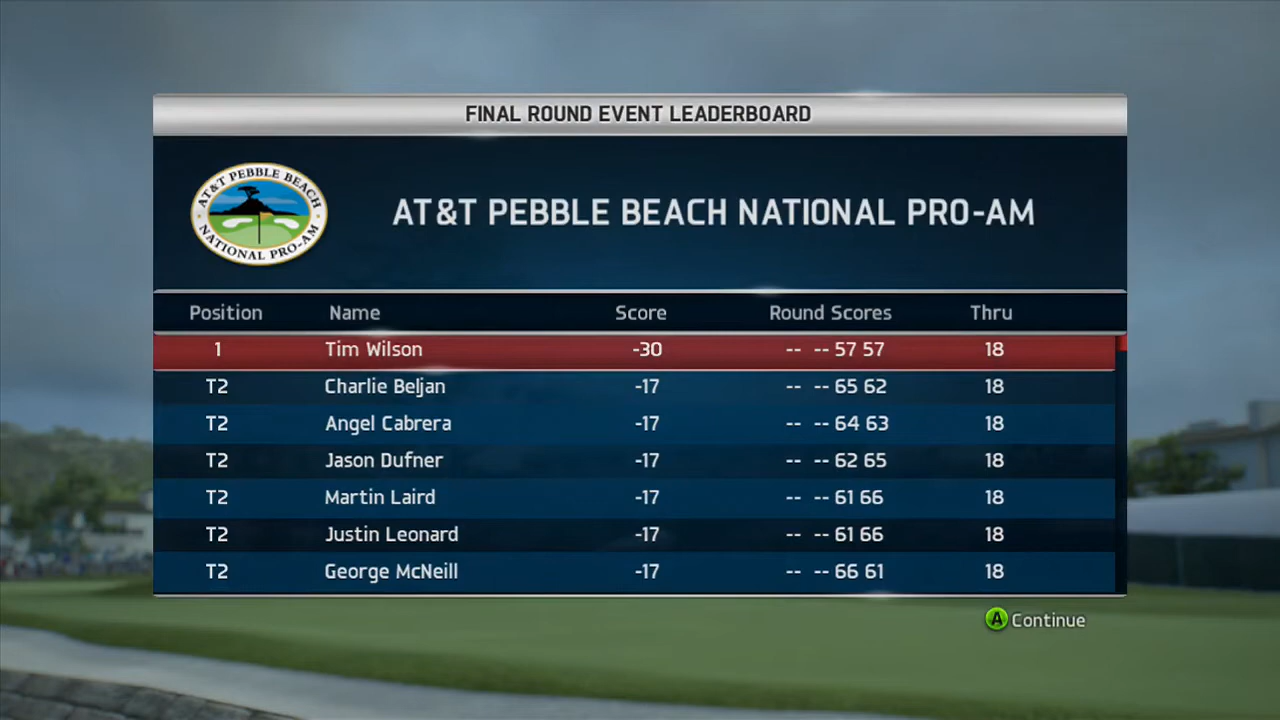 FINAL ROUND EVENT LEADERBOARD
AT&T PEBBLE BEACH
NATIONAL PRO-AM
AT&T PEBBLE BEACH NATIONAL PRO-AM
Position Name Score Round Scores Thru
1 Tim Wilson -30 -- -- 57 57 18
T2 Charlie Beljan -17 -- -- 65 62 18
T2 Angel Cabrera -17 -- -- 64 63 18
T2 Jason Dufner -17 -- -- 62 65 18
T2 Martin Laird -17 -- -- 61 66 18
T2 Justin Leonard -17 -- -- 61 66 18
T2 George McNeill -17 -- -- 66 61 18
A Continue